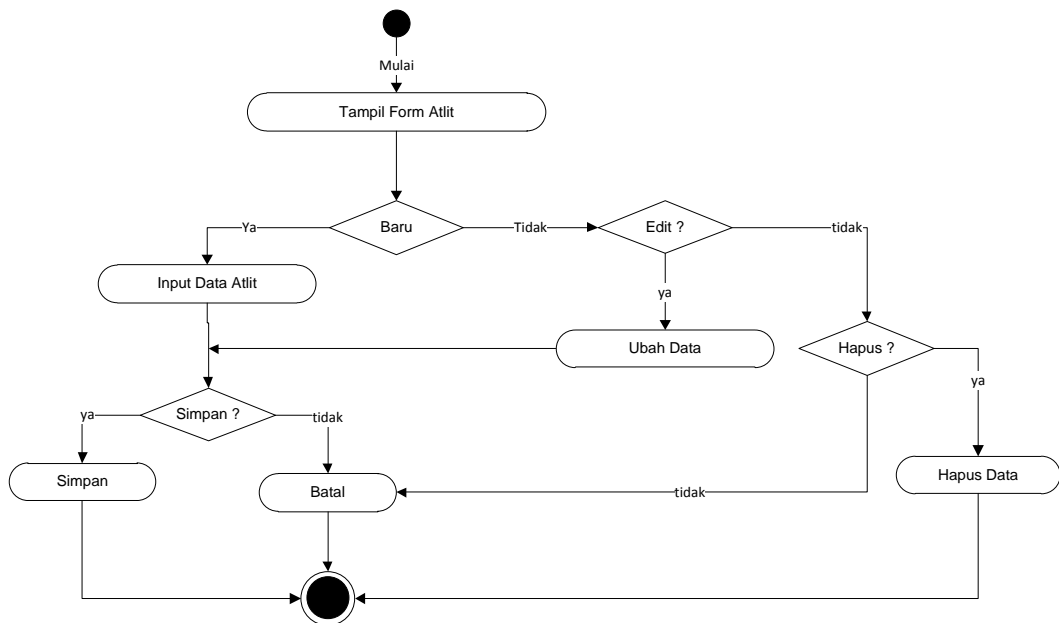 Mulai
Tampil Form Atlit
Ya
Baru
Tidak
Edit ?
tidak
Input Data Atlit
ya
Ubah Data
Hapus ?
ya
ya
Simpan ?
tidak
Simpan
Batal
tidak
Hapus Data